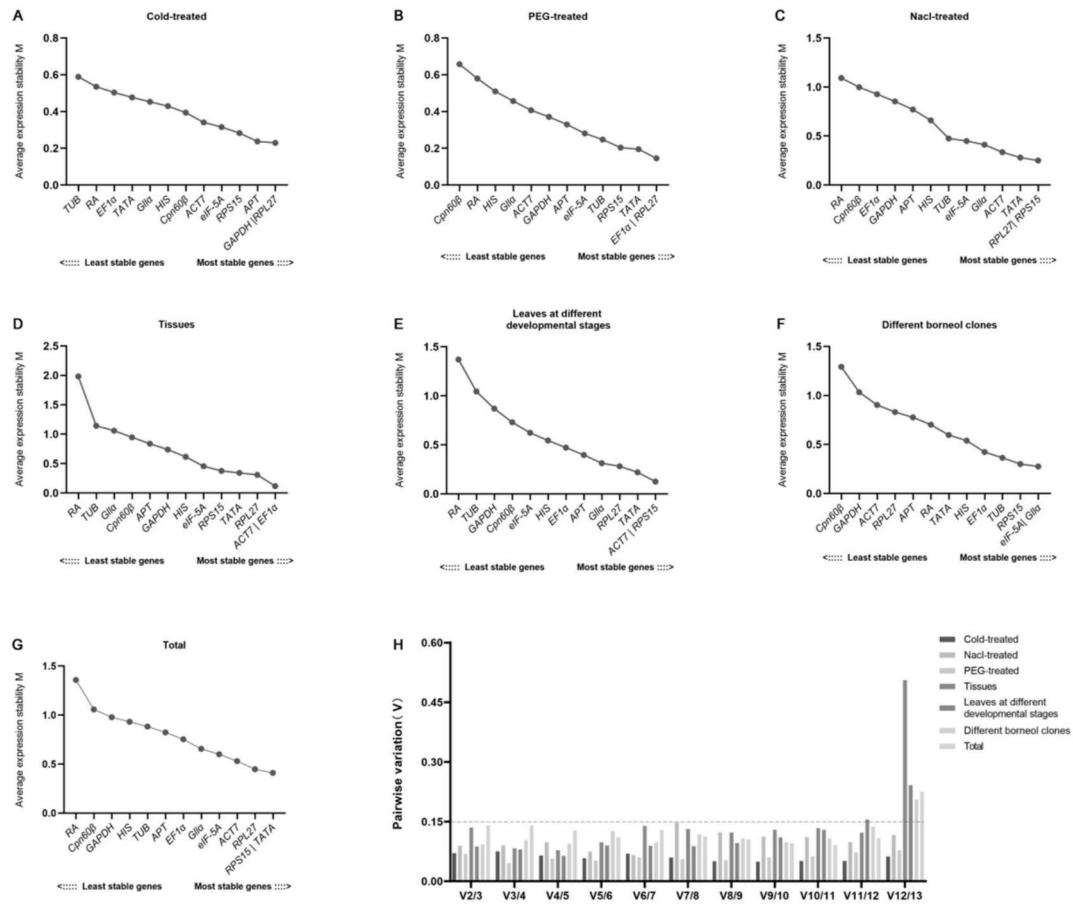 A
Cold-treated
Average expression stability M
0.8
0.6
0.4
0.2
0.0
TUB
RA
EF1α
TATA
GIIα
HIS
Cpn60β
ACT7
eIF-5A
RPS15
APT
GAPDH |RPL27
<::::: Least stable genes
Most stable genes ::::>
B
PEG-treated
Average expression stability M
0.8
0.6
0.4
0.2
0.0
Cpn60β
RA
HIS
GIIα
ACT7
GAPDH
APT
eIF-5A
TUB
RPS15
TATA
EF1α | RPL27
<::::: Least stable genes
Most stable genes ::::>
C
Nacl-treated
Average expression stability M
1.5
1.0
0.5
0.0
RA
Cpn60β
EF1α
GAPDH
APT
HIS
TUB
eIF-5A
GIIα
ACT7
TATA
RPL27| RPS15
<::::: Least stable genes
Most stable genes ::::>
D
Tissues
Average expression stability M
2.5
2.0
1.5
1.0
0.5
0.0
RA
TUB
GIIα
Cpn60β
APT
GAPDH
HIS
eIF-5A
RPS15
TATA
RPL27
ACT7 | EF1α
<::::: Least stable genes
Most stable genes ::::>
E
Leaves at different
developmental stages
Average expression stability M
1.5
1.0
0.5
0.0
RA
TUB
GAPDH
Cpn60β
eIF-5A
HIS
EF1α
APT
GIIα
RPL27
TATA
ACT7 | RPS15
<::::: Least stable genes
Most stable genes ::::>
F
Different borneol clones
Average expression stability M
1.5
1.0
0.5
0.0
Cpn60β
GAPDH
ACT7
RPL27
APT
RA
TATA
HIS
EF1α
TUB
RPS15
eIF-5A| GIIα
<::::: Least stable genes
Most stable genes ::::>
G
Total
Average expression stability M
1.5
1.0
0.5
0.0
RA
Cpn60β
GAPDH
HIS
TUB
APT
EF1α
GIIα
eIF-5A
ACT7
RPL27
RPS15 | TATA
<::::: Least stable genes
Most stable genes ::::>
H
Pairwise variation( V)
0.60
0.45
0.30
0.15
0.00
V2/3
V3/4
V4/5
V5/6
V6/7
V7/8
V8/9
V9/10
V10/11
V11/12
V12/13
Cold-treated
Nacl-treated
PEG-treated
Tissues
Leaves at different
developmental stages
Different borneol clones
Total